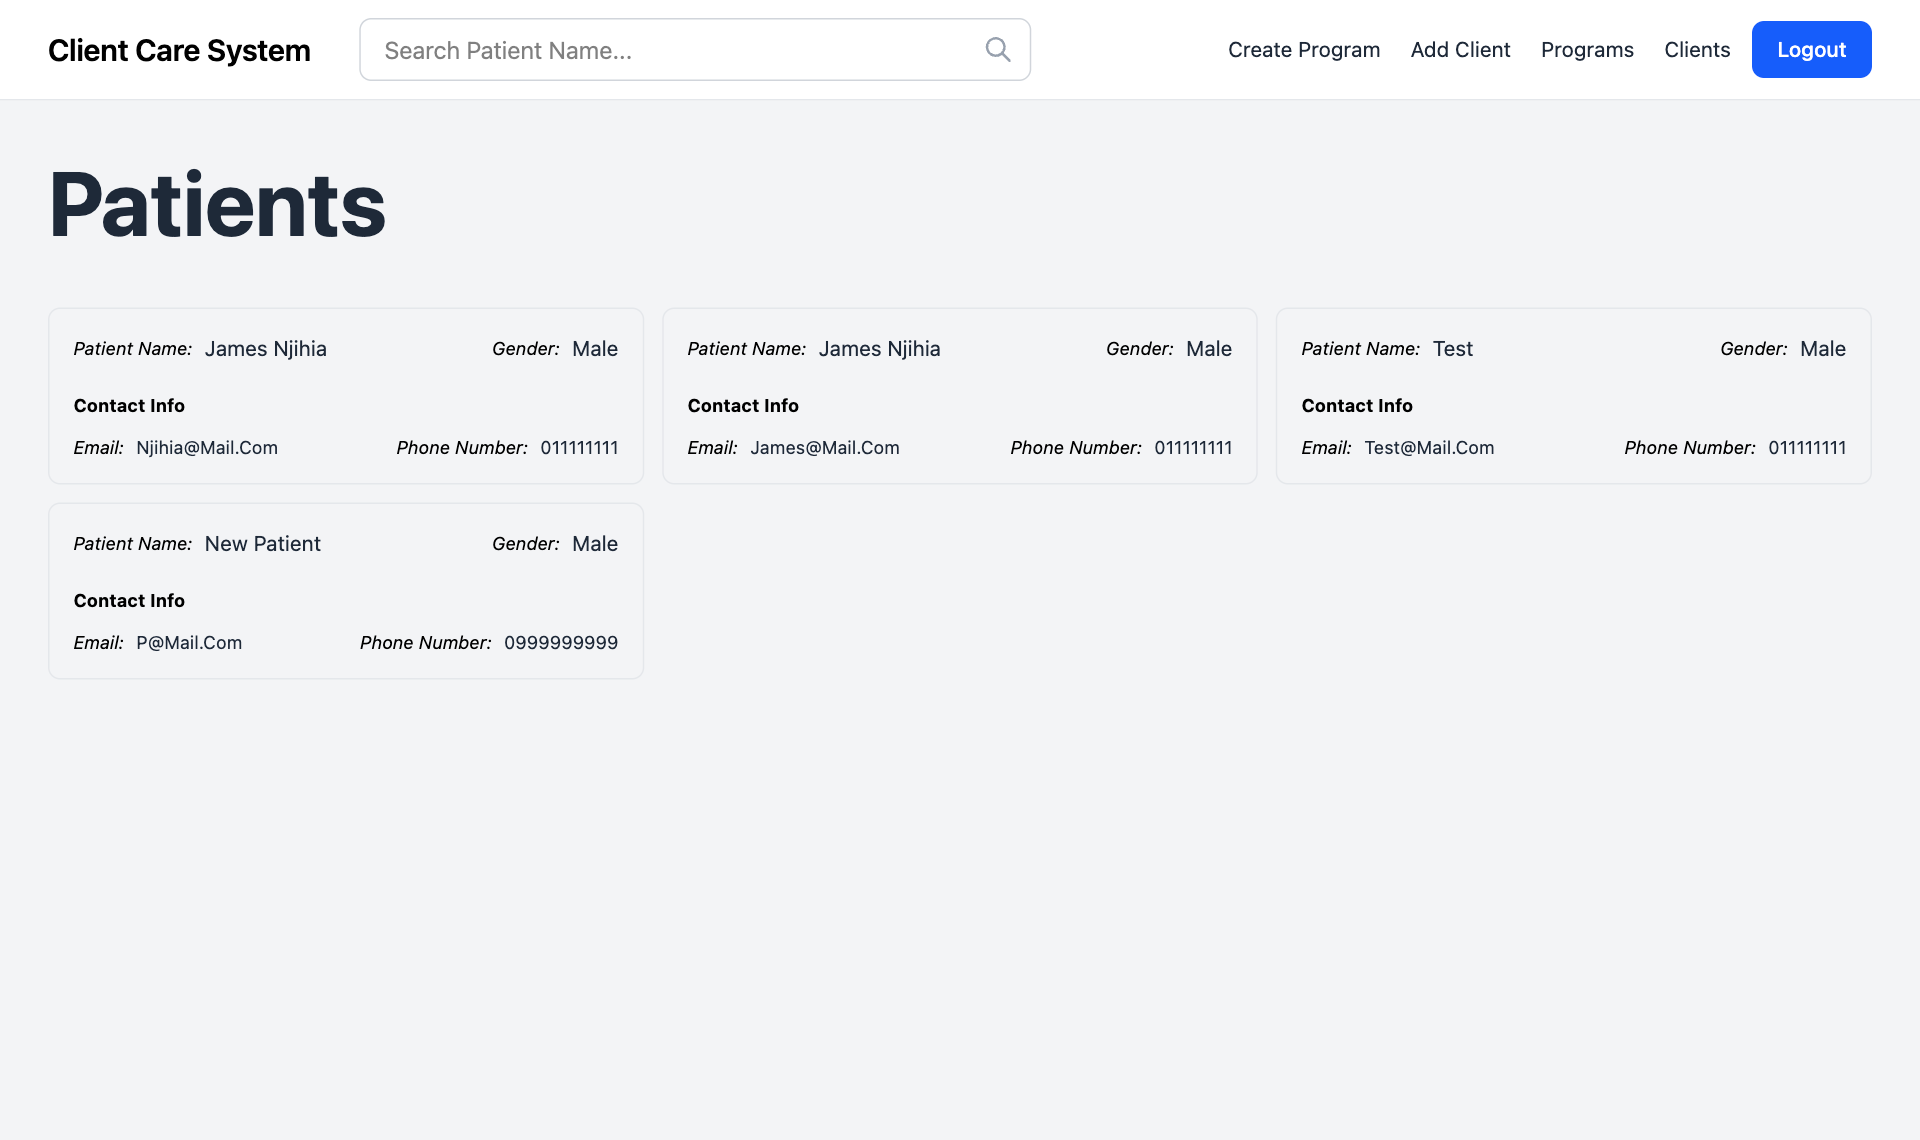 Client Care System
Search Patient Name...
Create Program
Add Client
Programs
Clients
Logout
Patients
Patient Name: James Njihia Gender: Male
Contact Info
Email: Njihia@Mail.Com Phone Number: 011111111
Patient Name: James Njihia Gender: Male
Contact Info
Email: James@Mail.Com Phone Number: 011111111
Patient Name: Test Gender: Male
Contact Info
Email: Test@Mail.Com Phone Number: 011111111
Patient Name: New Patient Gender: Male
Contact Info
Email: P@Mail.Com Phone Number: 0999999999